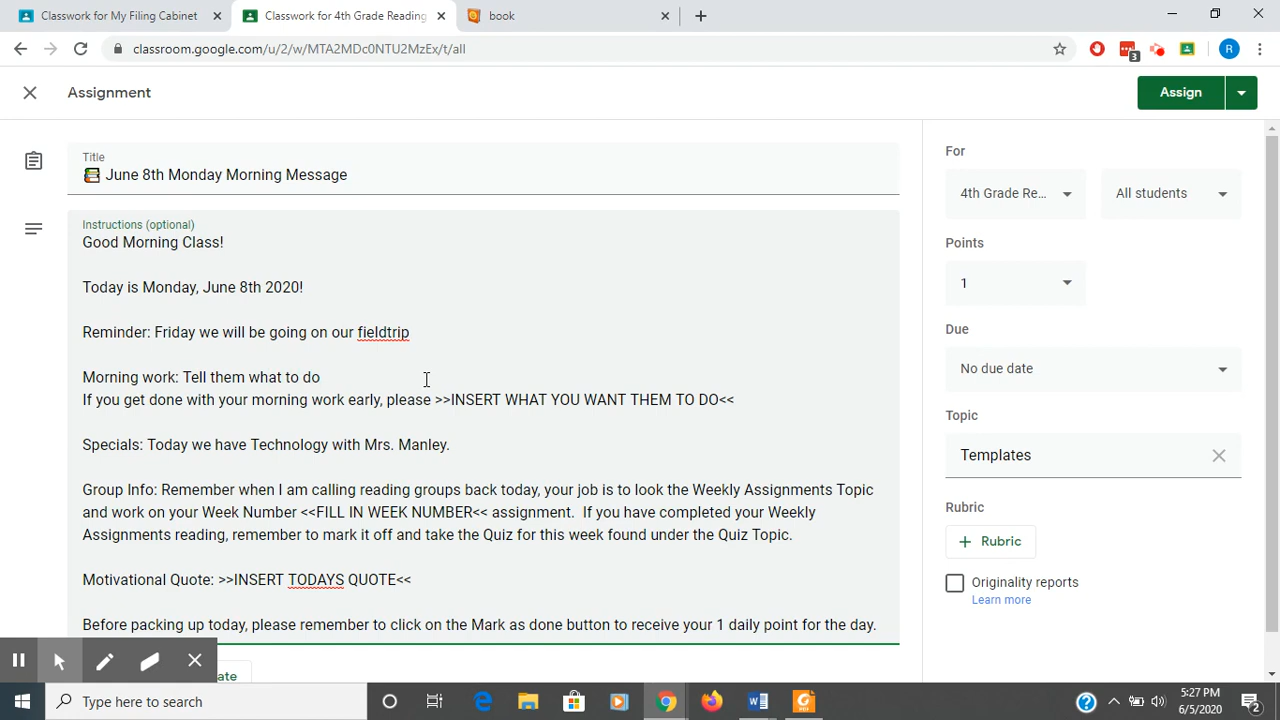 Classwork for My Filing Cabinet
Classwork for 4th Grade Reading
book
classroom.google.com/u/2/w/MTA2MDc0NTU2MzEx/t/all
3
R
Assignment
Assign
Title
June 8th Monday Morning Message
Instructions (optional)
Good Morning Class!
Today is Monday, June 8th 2020!
Reminder: Friday we will be going on our fieldtrip
Morning work: Tell them what to do
If you get done with your morning work early, please >>INSERT WHAT YOU WANT THEM TO DO<<
Specials: Today we have Technology with Mrs. Manley.
Group Info: Remember when I am calling reading groups back today, your job is to look the Weekly Assignments Topic
and work on your Week Number <<FILL IN WEEK NUMBER<< assignment. If you have completed your Weekly
Assignments reading, remember to mark it off and take the Quiz for this week found under the Quiz Topic.
Motivational Quote: >>INSERT TODAYS QUOTE<<
Before packing up today, please remember to click on the Mark as done button to receive your 1 daily point for the day.
ate
For
4th Grade Re...
All students
Points
1
Due
No due date
Topic
Templates
Rubric
+ Rubric
Originality reports
Learn more
Type here to search
5:27 PM
6/5/2020
2